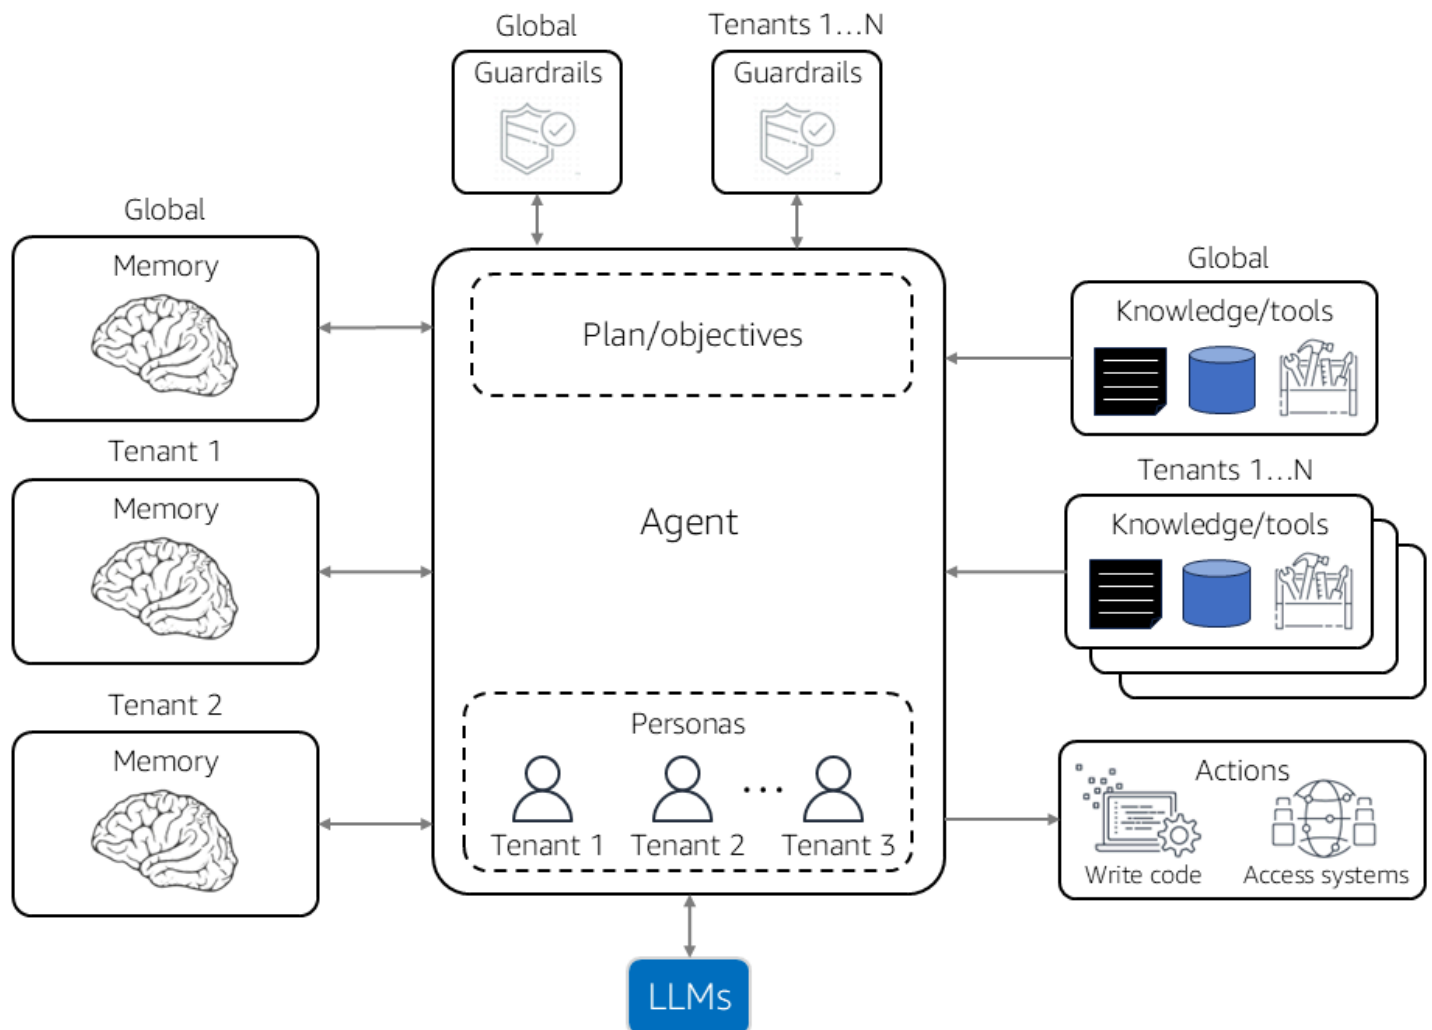 Global
Guardrails
Tenants 1...N
Guardrails
Global
Memory
Tenant 1
Memory
Tenant 2
Memory
Plan/objectives
Agent
Personas
Tenant 1
Tenant 2
...
Tenant 3
LLMs
Global
Knowledge/tools
Tenants 1...N
Knowledge/tools
Actions
Write code
Access systems